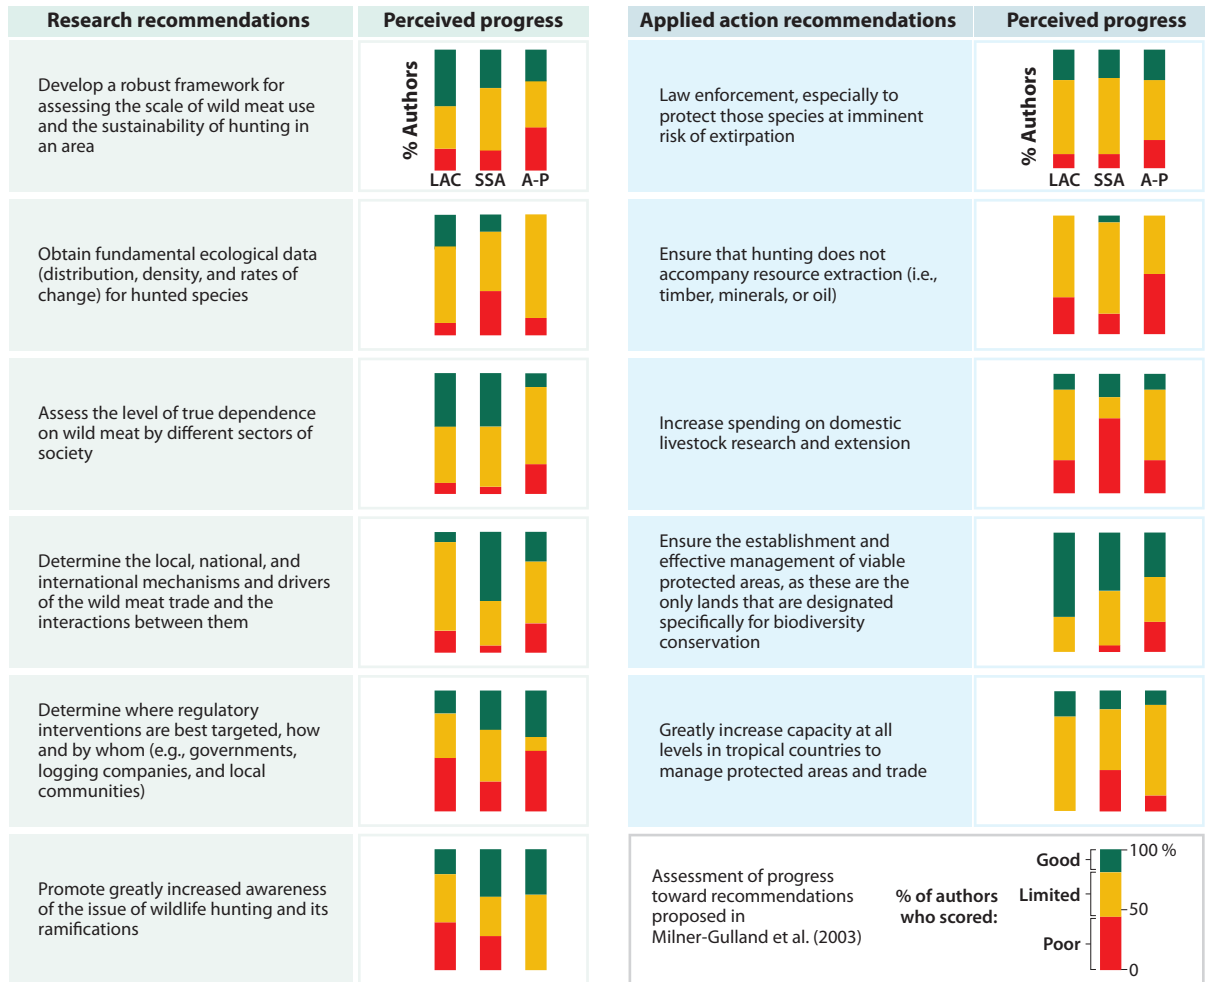 Research recommendations
Perceived progress
Develop a robust framework for
assessing the scale of wild meat use
and the sustainability of hunting in
an area
% Authors
LAC SSA A-P
Obtain fundamental ecological data
(distribution, density, and rates of
change) for hunted species
Assess the level of true dependence
on wild meat by different sectors of
society
Determine the local, national, and
international mechanisms and drivers
of the wild meat trade and the
interactions between them
Determine where regulatory
interventions are best targeted, how
and by whom (e.g., governments,
logging companies, and local
communities)
Promote greatly increased awareness
of the issue of wildlife hunting and its
ramifications
Applied action recommendations
Perceived progress
Law enforcement, especially to
protect those species at imminent
risk of extirpation
% Authors
LAC SSA A-P
Ensure that hunting does not
accompany resource extraction (i.e.,
timber, minerals, or oil)
Increase spending on domestic
livestock research and extension
Ensure the establishment and
effective management of viable
protected areas, as these are the
only lands that are designated
specifically for biodiversity
conservation
Greatly increase capacity at all
levels in tropical countries to
manage protected areas and trade
Assessment of progress
toward recommendations
proposed in
Milner-Gulland et al. (2003)
% of authors
who scored:
Good
Limited
Poor
100 %
50
0